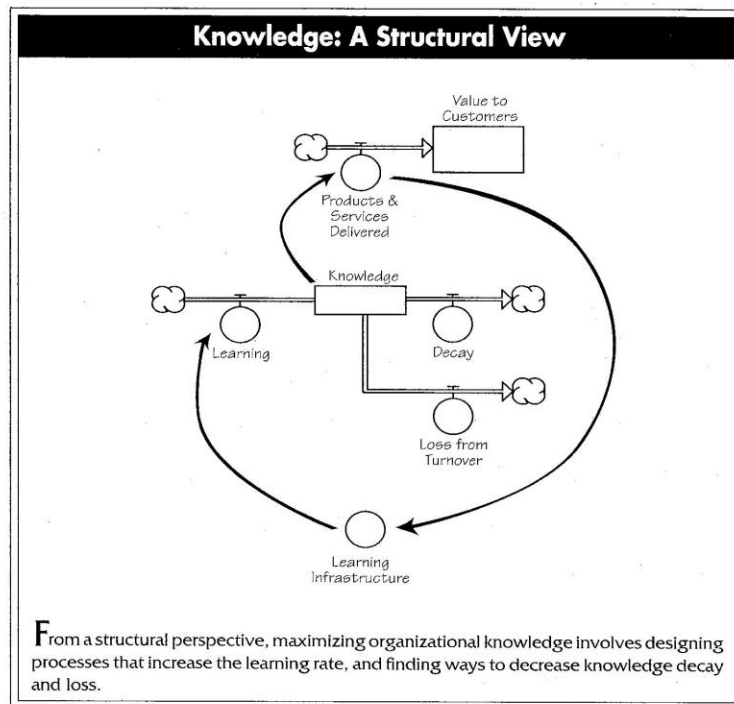 Knowledge: A Structural View
Value to
Customers
Products &
Services
Delivered
Knowledge
Learning
Decay
Loss from
Turnover
Learning
Infrastructure
From a structural perspective, maximizing organizational knowledge involves designing
processes that increase the learning rate, and finding ways to decrease knowledge decay
and loss.